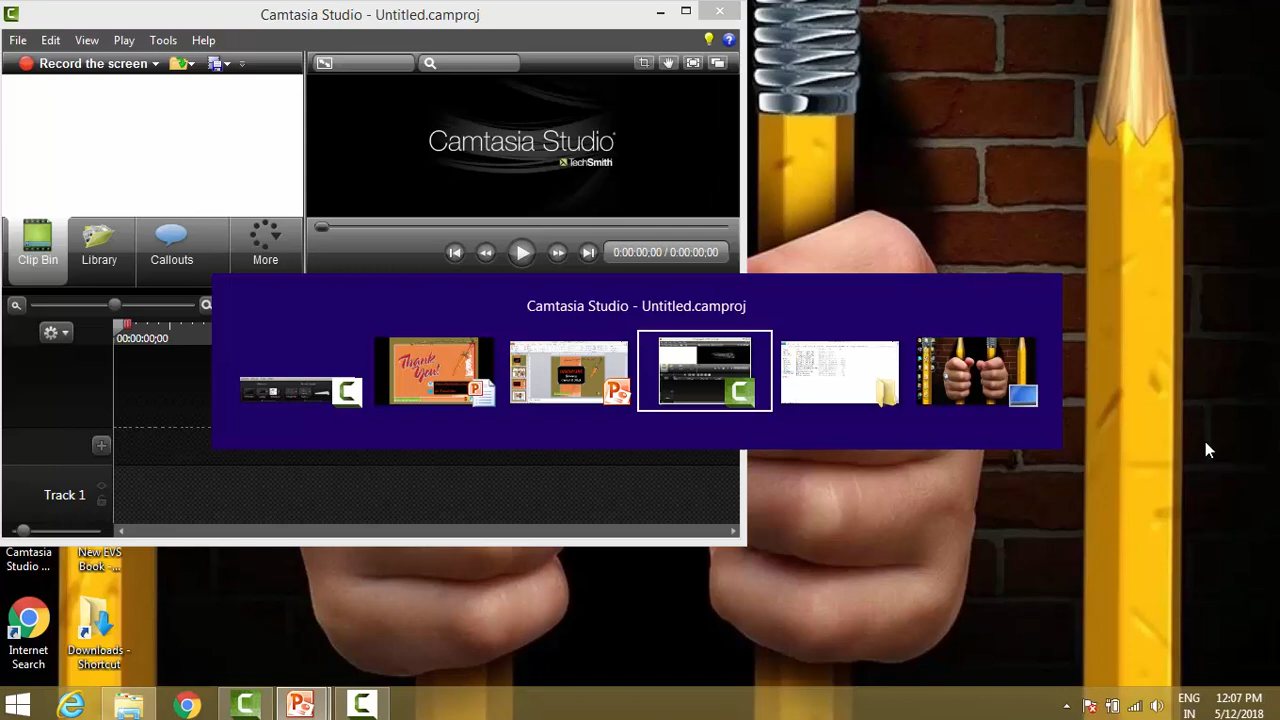 Camtasia Studio - Untitled.camproj
File Edit View Play Tools Help
Record the screen
Camtasia Studio
TechSmith
Clip Bin
Library
Callouts
More
0:00:00;00 / 0:00:00;00
Camtasia Studio - Untitled.camproj
00:00:00;00
Thank You!
Track 1
Camtasia Studio ...
New EVS Book - ...
Internet Search
Downloads - Shortcut
ENG
IN
12:07 PM
5/12/2018